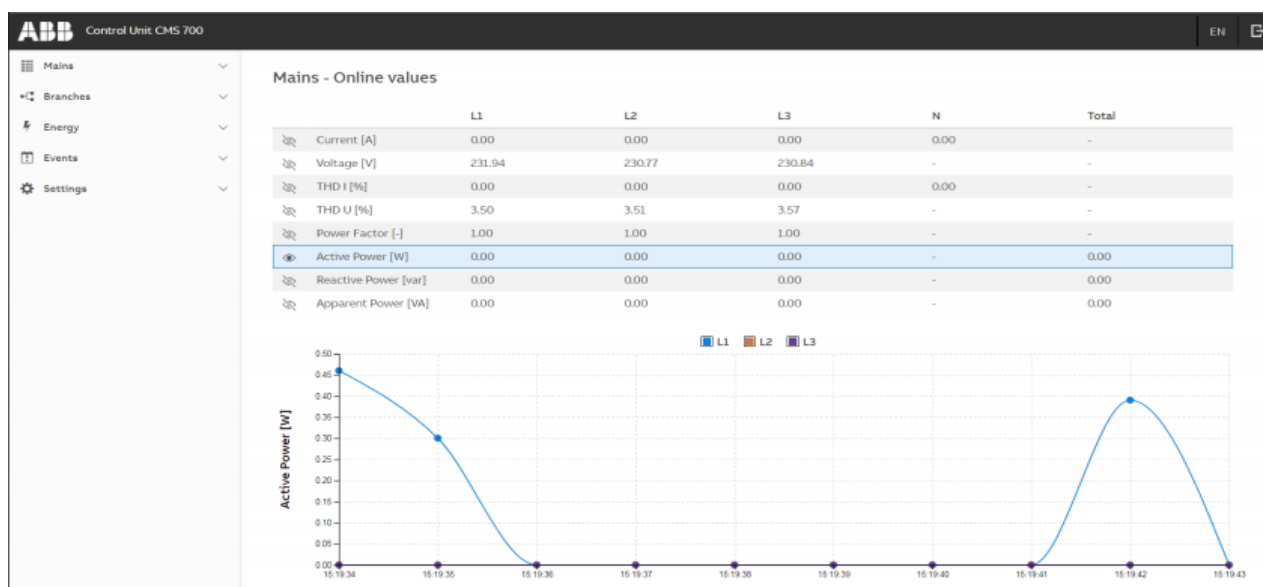 ABB Control Unit CMS 700 EN
Mains
Branches
Energy
Events
Settings
Mains - Online values
L1 L2 L3 N Total
Current [A] 0.00 0.00 0.00 0.00 -
Voltage [V] 231.94 230.77 230.84 - -
THD I [%] 0.00 0.00 0.00 0.00 -
THD U [%] 3.50 3.51 3.57 - -
Power Factor [-] 1.00 1.00 1.00 - -
Active Power [W] 0.00 0.00 0.00 - 0.00
Reactive Power [var] 0.00 0.00 0.00 - 0.00
Apparent Power [VA] 0.00 0.00 0.00 - 0.00
L1 L2 L3
Active Power [W]
0.50
0.45
0.40
0.35
0.30
0.25
0.20
0.15
0.10
0.05
0.00
15:19:34 15:19:35 15:19:36 15:19:37 15:19:38 15:19:39 15:19:40 15:19:41 15:19:42 15:19:43